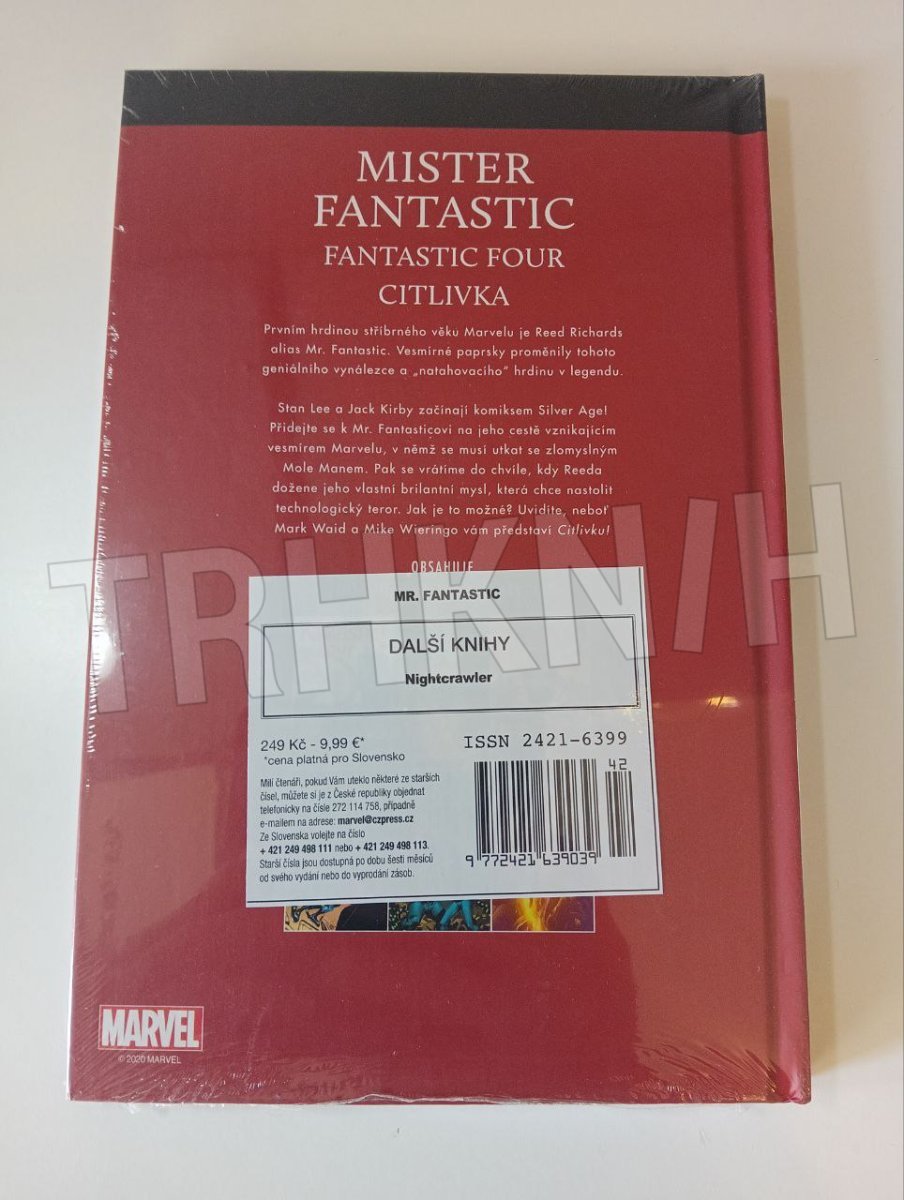 MISTER
FANTASTIC
FANTASTIC FOUR
CITLIVKA
Prvním hrdinou stříbrného věku Marvelu je Reed Richards
alias Mr. Fantastic. Vesmírné paprsky proměnily tohoto
geniálního vynálezce a „natahovacího“ hrdinu v legendu.
Stan Lee a Jack Kirby začínají komiksem Silver Age!
Přidejte se k Mr. Fantasticovi na jeho cestě vznikajícím
vesmírem Marvelu, v němž se musí utkat se zlomyslným
Mole Manem. Pak se vrátíme do chvíle, kdy Reeda
dožene jeho vlastní brilantní mysl, která chce nastolit
technologický teror. Jak je to možné? Uvidíte, neboť
Mark Waid a Mike Wieringo vám představí Citlivku!
OBSAHUJE
TRHKNIH
MR. FANTASTIC
DALŠÍ KNIHY
Nightcrawler
249 Kč - 9,99 €*
*cena platná pro Slovensko
Milí čtenáři, pokud Vám uteklo některé ze starších
čísel, můžete si je z České republiky objednat
telefonicky na čísle 272 114 758, případně
e-mailem na adrese: marvel@czpress.cz
Ze Slovenska volejte na číslo
+ 421 249 498 111 nebo + 421 249 498 113.
Starší čísla jsou dostupná po dobu šesti měsíců
od svého vydání nebo do vyprodání zásob.
ISSN 2421-6399
42
9 772421 639039
MARVEL
© 2020 MARVEL